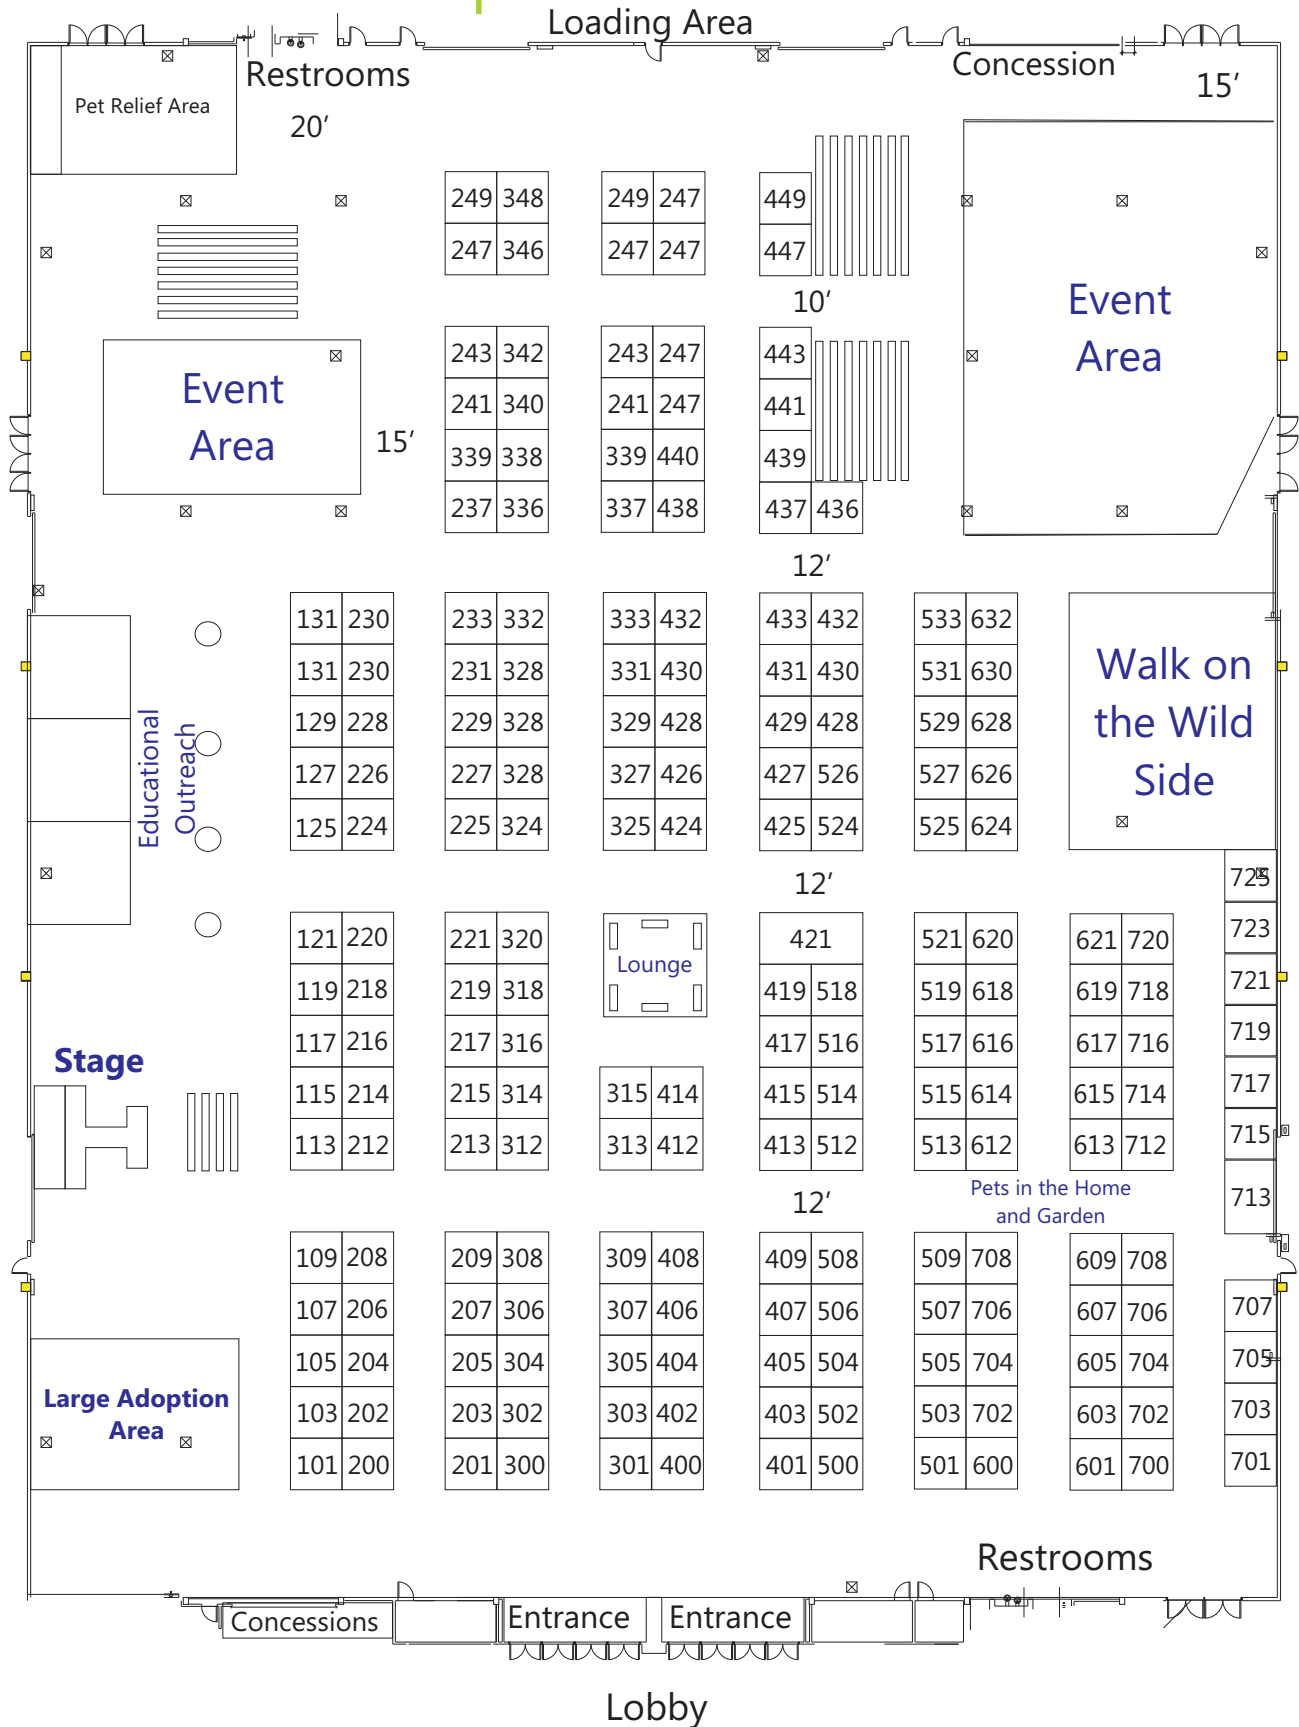 Loading Area
Restrooms
Concession
15'
Pet Relief Area
20'
249 348 249 247 449
247 346 247 247 447
10'
Event
Area
243 342 243 247 443
241 340 241 247 441
339 338 339 440 439
237 336 337 438 437 436
Event
Area
15'
12'
131 230 233 332 333 432 433 432 533 632
131 230 231 328 331 430 431 430 531 630
129 228 229 328 329 428 429 428 529 628
127 226 227 328 327 426 427 526 527 626
125 224 225 324 325 424 425 524 525 624
Walk on
the Wild
Side
Educational
Outreach
12'
725
121 220 221 320 421 521 620 621 720 723
Lounge
119 218 219 318 419 518 519 618 619 718 721
117 216 217 316 417 516 517 616 617 716 719
Stage
115 214 215 314 315 414 415 514 515 614 615 714 717
113 212 213 312 313 412 413 512 513 612 613 712 715
12'
Pets in the Home
and Garden
713
109 208 209 308 309 408 409 508 509 708 609 708
107 206 207 306 307 406 407 506 507 706 607 706 707
105 204 205 304 305 404 405 504 505 704 605 704 705
103 202 203 302 303 402 403 502 503 702 603 702 703
101 200 201 300 301 400 401 500 501 600 601 700 701
Large Adoption
Area
Restrooms
Concessions
Entrance
Entrance
Lobby